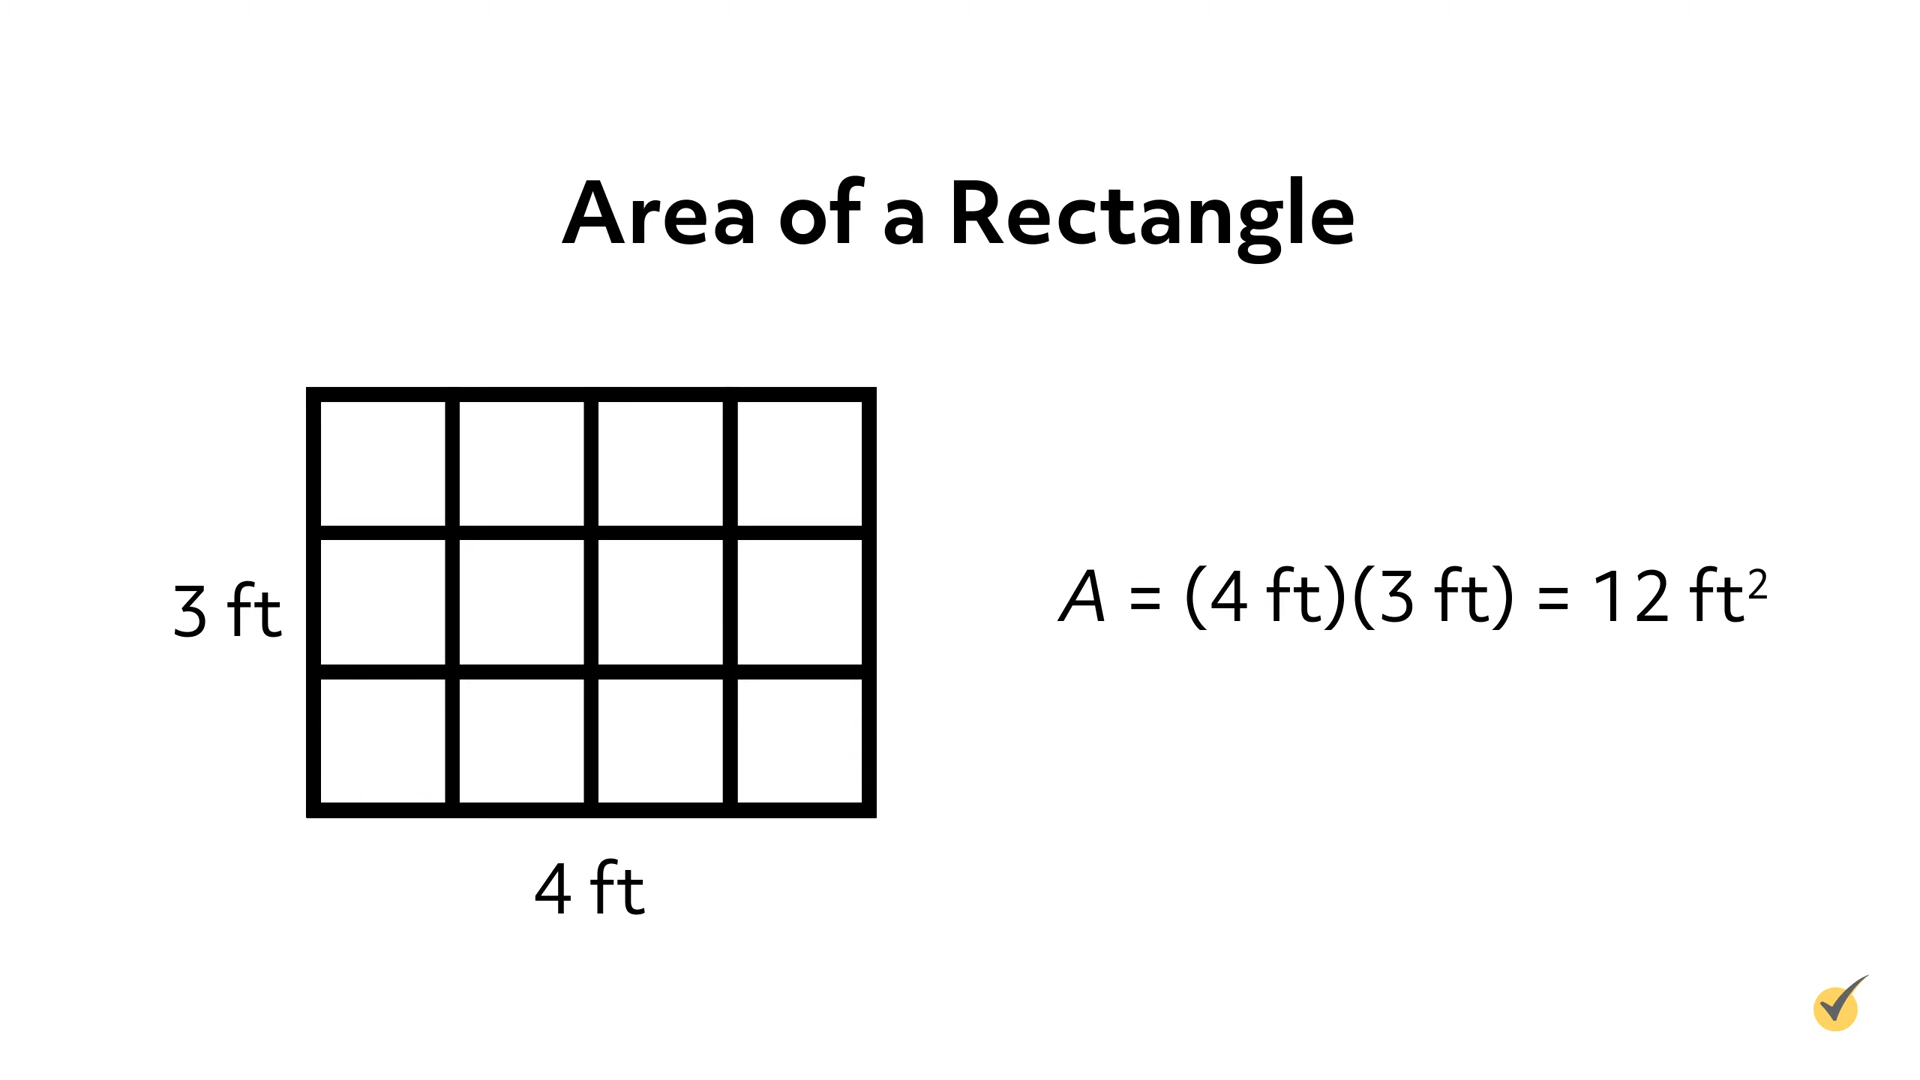 Area of a Rectangle
3 ft
A = (4 ft)(3 ft) = 12 ft²
4 ft